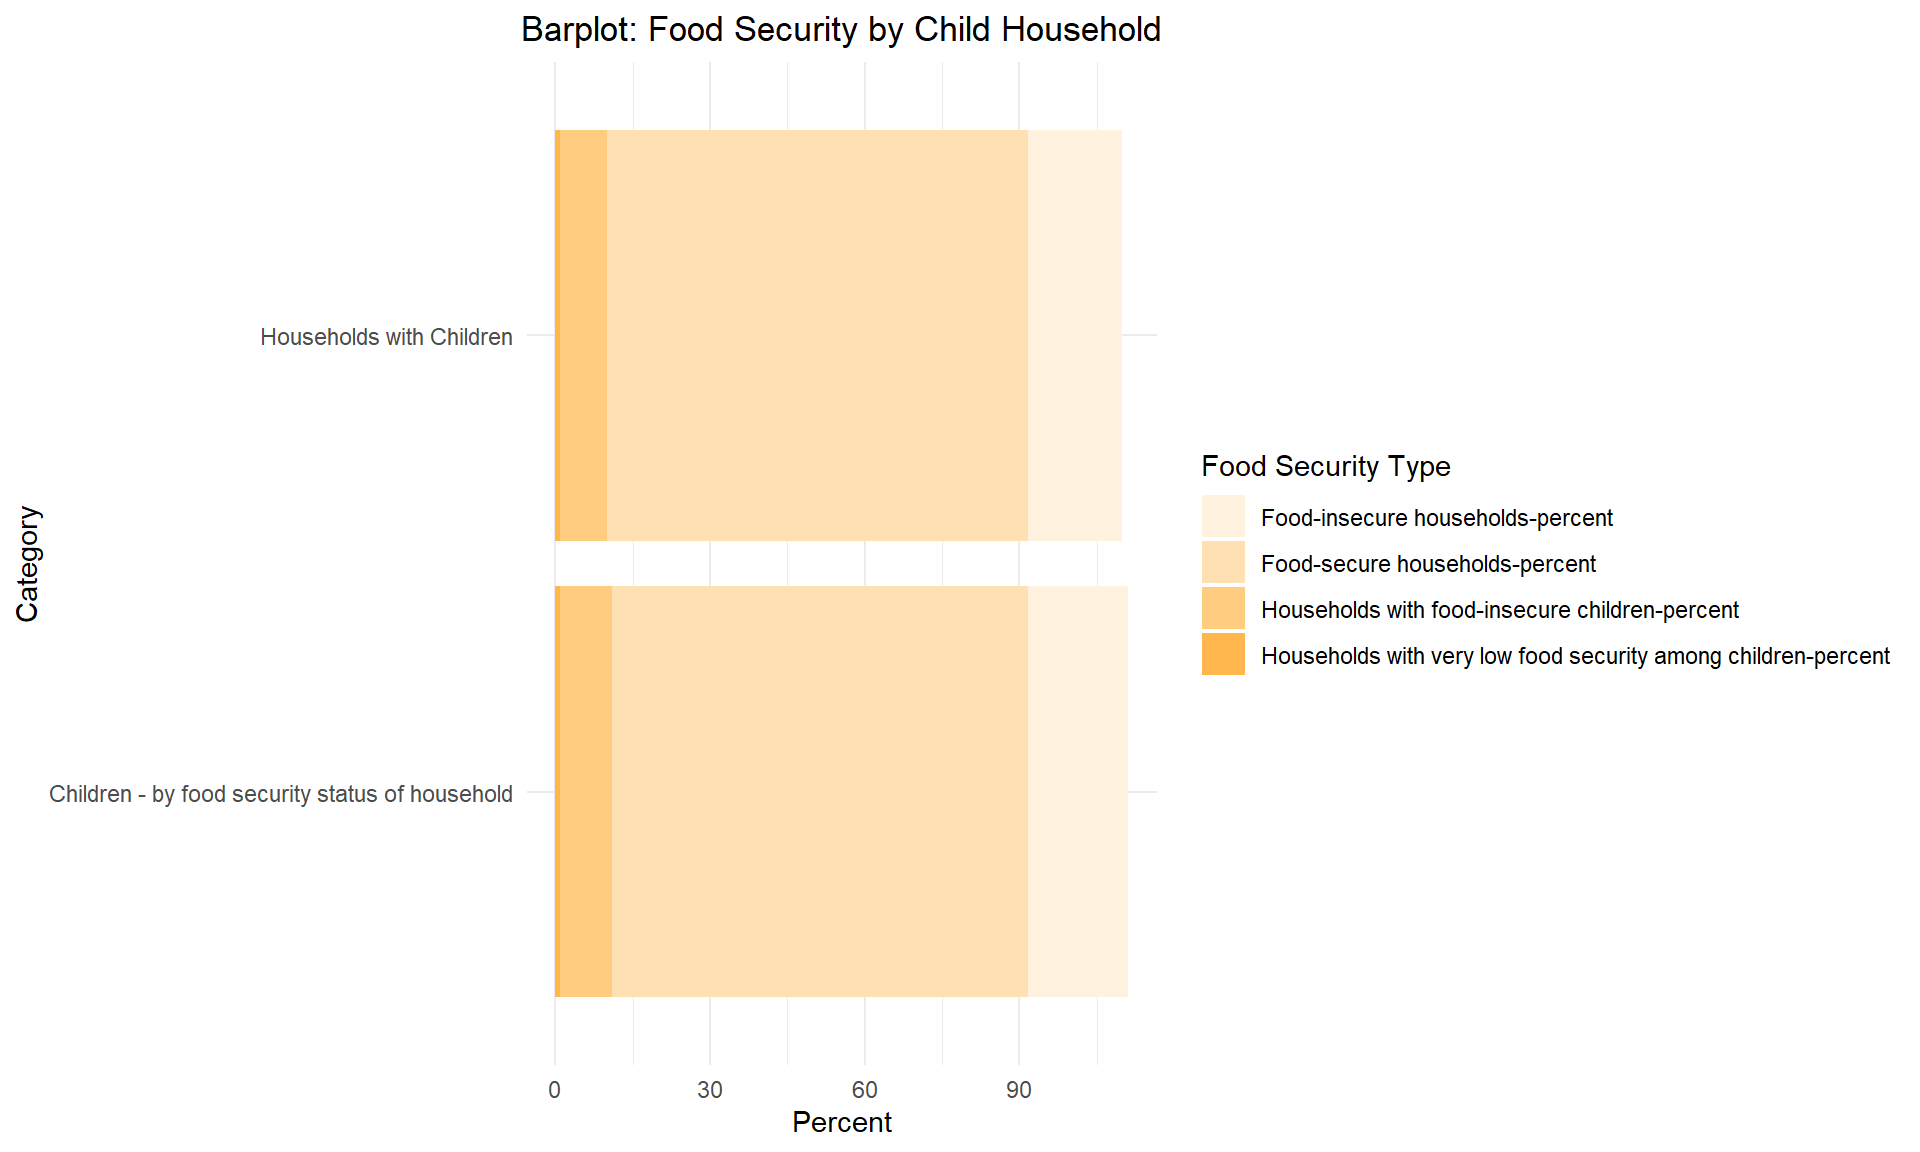 Barplot: Food Security by Child Household
Category
Households with Children
Children - by food security status of household
0 30 60 90
Percent
Food Security Type
Food-insecure households-percent
Food-secure households-percent
Households with food-insecure children-percent
Households with very low food security among children-percent